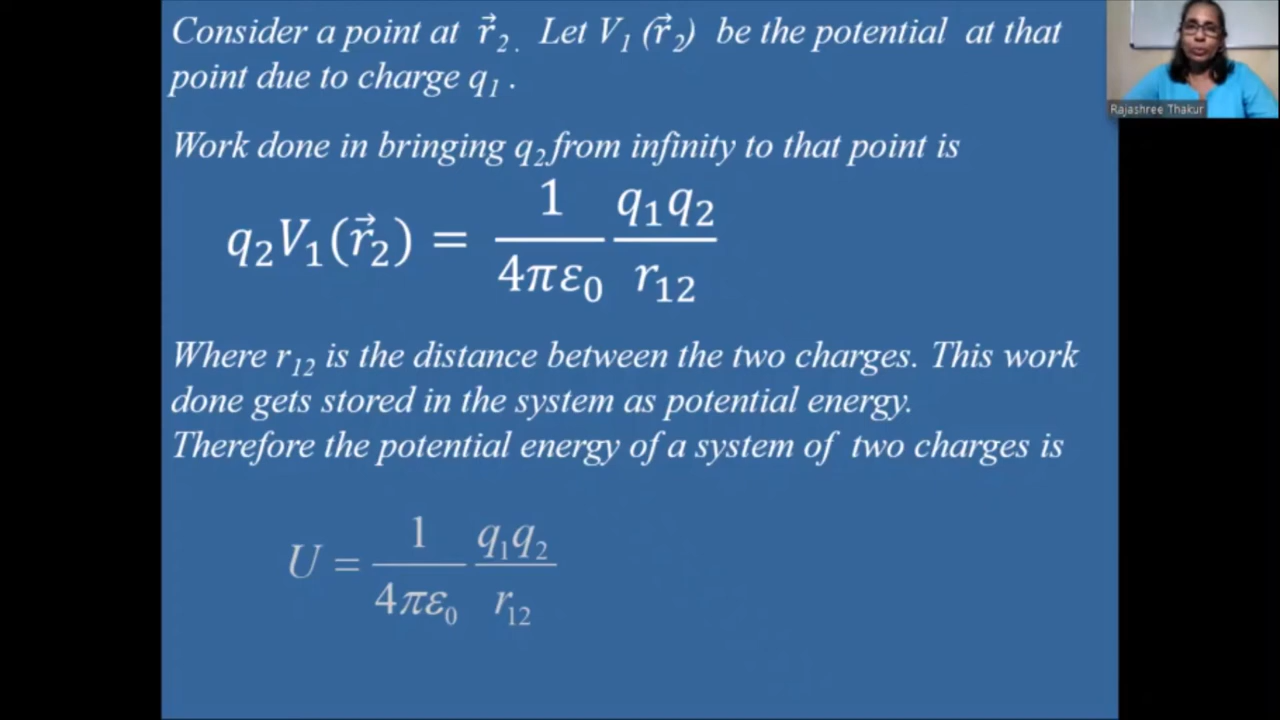 Consider a point at r⃗₂. Let V₁(r⃗₂) be the potential at that
point due to charge q₁.
Work done in bringing q₂from infinity to that point is
q₂V₁(r⃗₂) = 1/4πε₀ q₁q₂/r₁₂
Where r₁₂ is the distance between the two charges. This work
done gets stored in the system as potential energy.
Therefore the potential energy of a system of two charges is
U = 1/4πε₀ q₁q₂/r₁₂
Rajashree Thakur